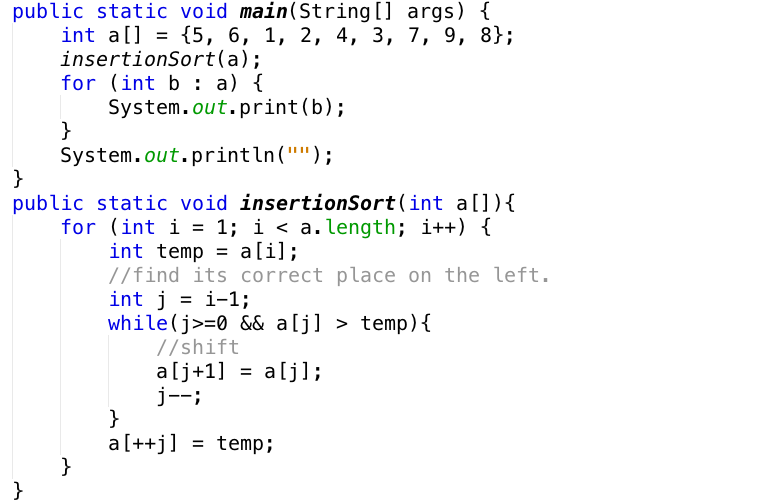 public static void main(String[] args) {
    int a[] = {5, 6, 1, 2, 4, 3, 7, 9, 8};
    insertionSort(a);
    for (int b : a) {
        System.out.print(b);
    }
    System.out.println("");
}
public static void insertionSort(int a[]){
    for (int i = 1; i < a.length; i++) {
        int temp = a[i];
        //find its correct place on the left.
        int j = i-1;
        while(j>=0 && a[j] > temp){
            //shift
            a[j+1] = a[j];
            j--;
        }
        a[++j] = temp;
    }
}